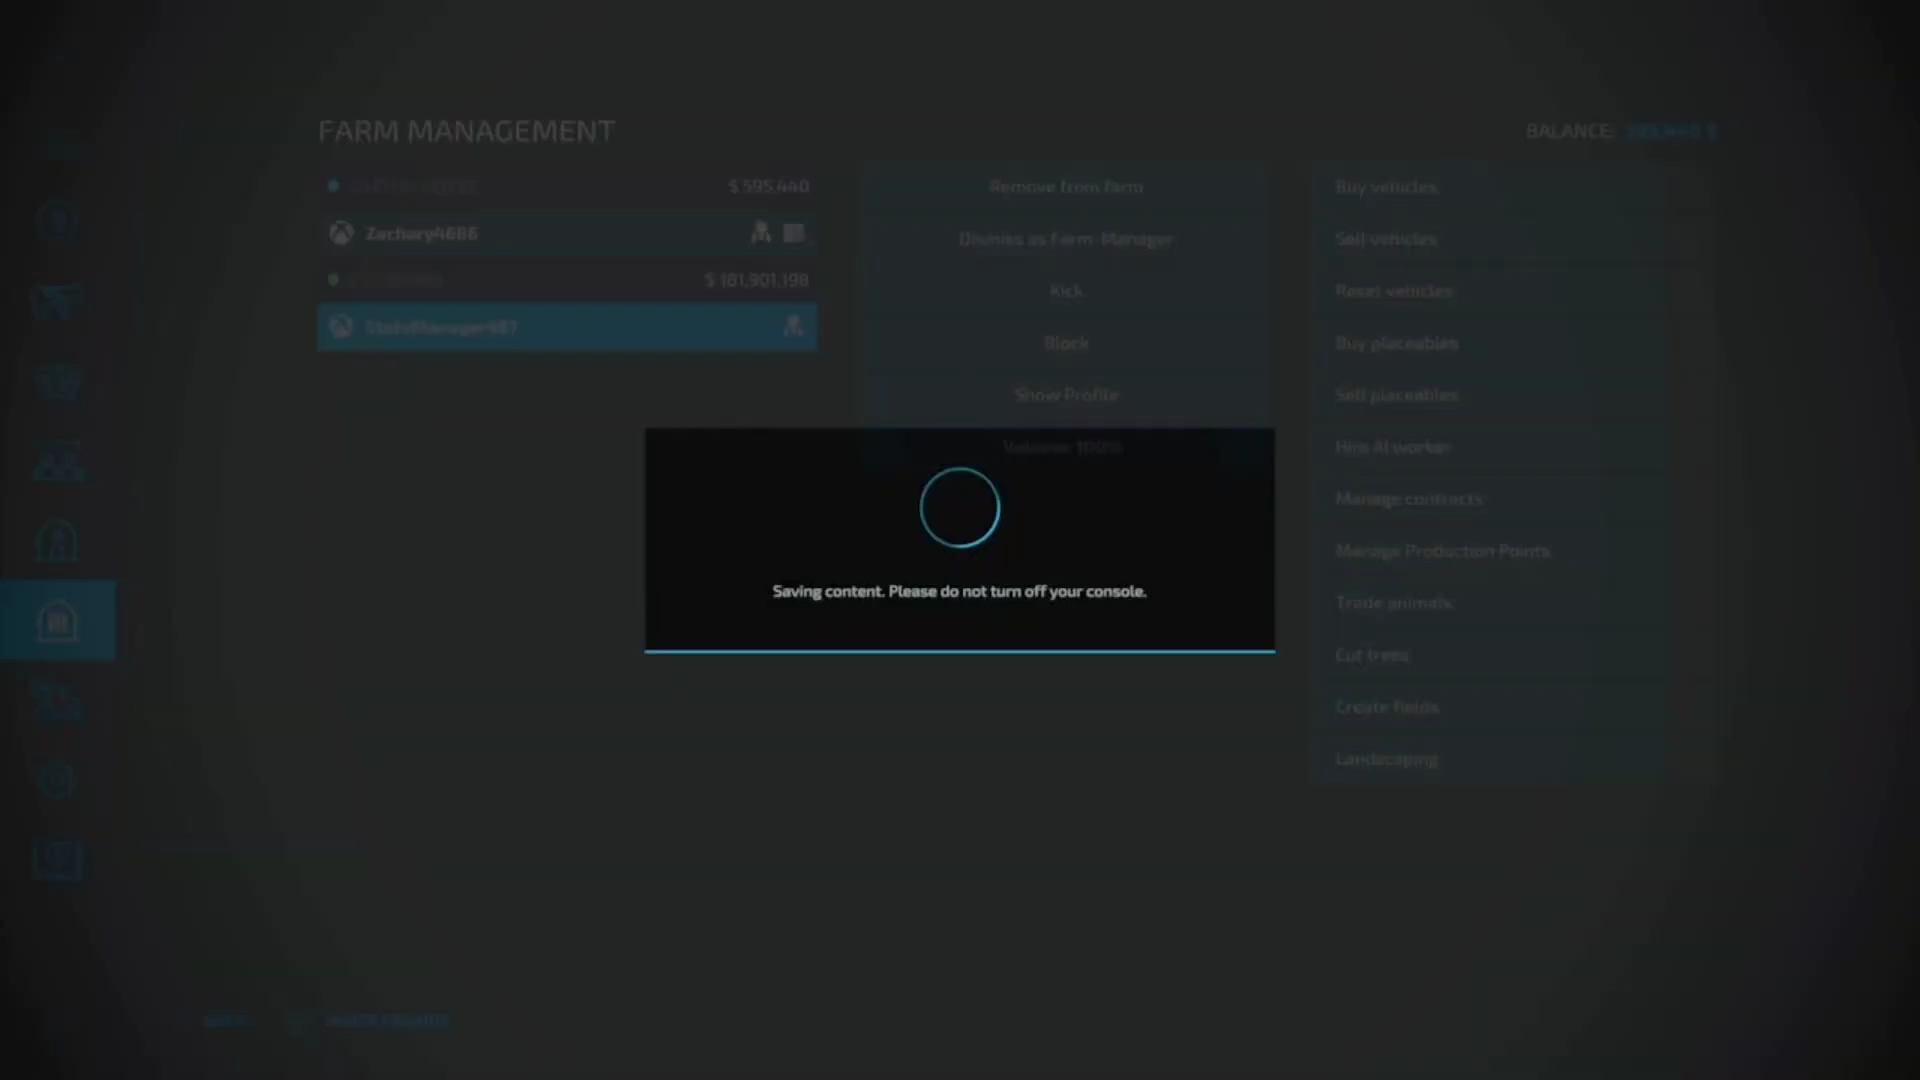 FARM MANAGEMENT
BALANCE:
$ 595,440
Zachary4686
$ 181,901,198
Remove from farm
Dismiss as Farm-Manager
Kick
Block
Show Profile
Volume: 100%
Buy vehicles
Sell vehicles
Reset vehicles
Buy placeables
Sell placeables
Hire AI worker
Manage contracts
Manage Production Points
Trade animals
Cut trees
Create fields
Landscaping
Saving content. Please do not turn off your console.